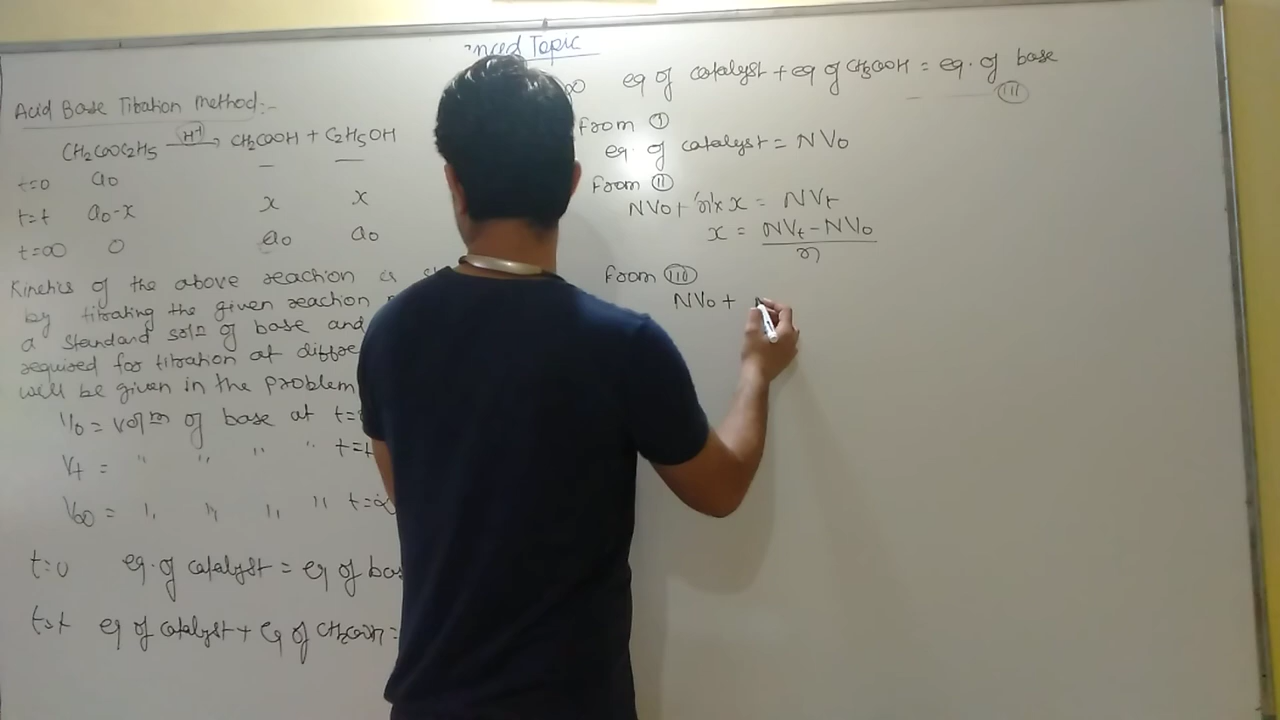 nced Topic
Acid Base Titration Method:-
CH3COOC2H5 —H+→ CH3COOH + C2H5OH
t=0 a0
t=t a0-x x x
t=∞ 0 a0 a0
Kinetics of the above reaction is
by titrating the given reaction
a standard soln of base and
required for titration at differe
will be given in the problem
V0 = volm of base at t=
Vt = " " " " t=t
V∞ = " " " " t=∞
t=0 eq. of catalyst = eq of bas
t=t eq of catalyst + eq of CH3COOH =
∞ eq of catalyst + eq of CH3COOH = eq. of base
(III)
from (I)
eq. of catalyst = NV0
from (II)
NV0 + 'n'x x = NVt
x = NVt - NV0
n
from (III)
NV0 +